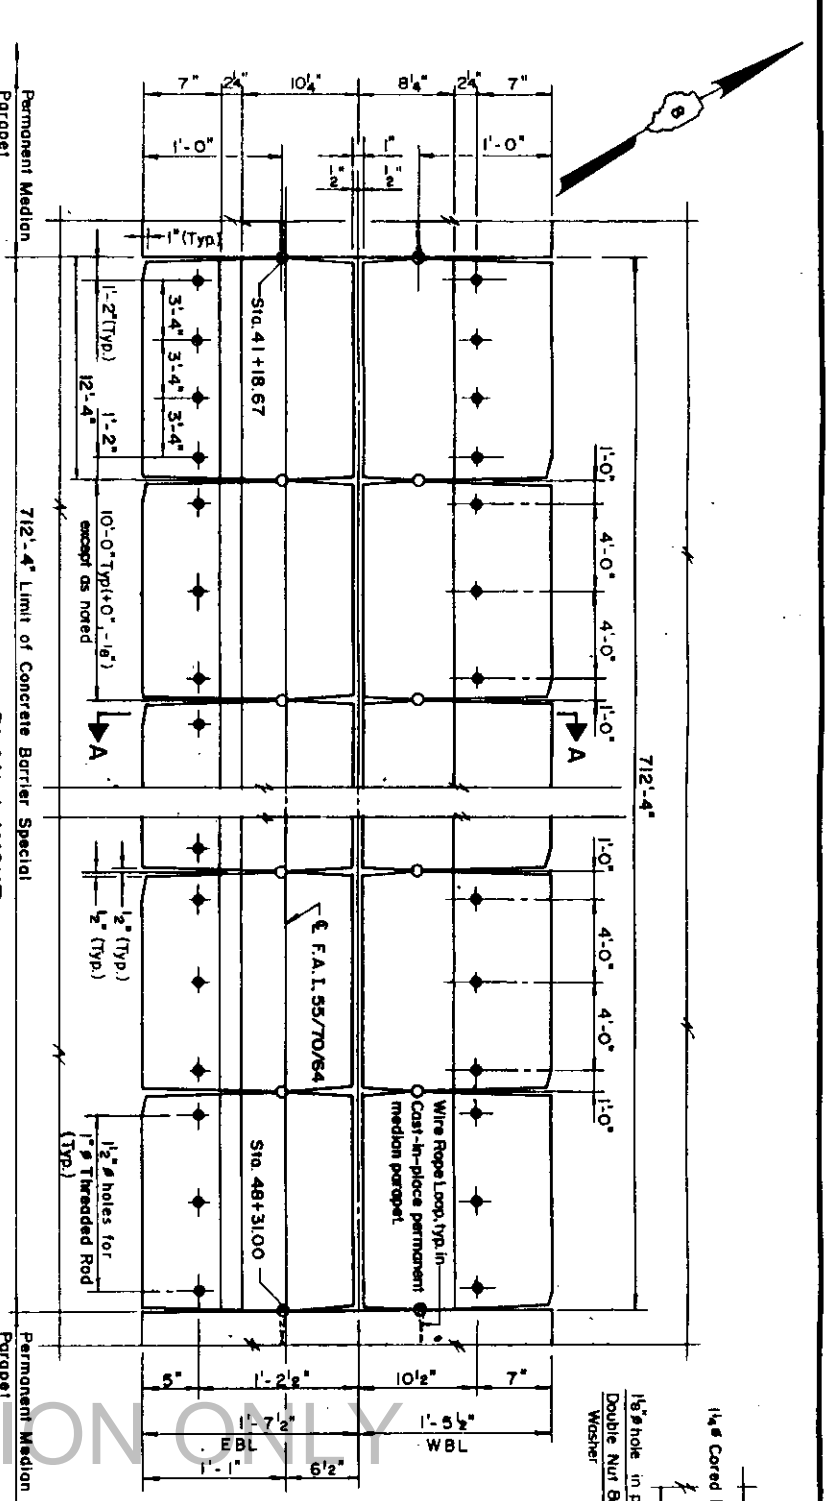 7"
2¼"
10¼"
8¼"
2¼"
7"
1'-0"
½"
½"
1"
1'-0"
8
1"(Typ)
1'-2"(Typ.)
3'-4"
3'-4"
3'-4"
12'-4"
1'-2"
Sta. 41+18.67
10'-0" Typ(+0", -⅛")
except as noted
1'-0"
4'-0"
4'-0"
1'-0"
A
A
712'-4"
½" (Typ.)
½" (Typ.)
℄ F.A.I. 55/70/64
1'-0"
4'-0"
4'-0"
1'-0"
Wire Rope Loop, typ. in
Cast-in-place permanent
median parapet
Sta. 48+31.00
1½"ø holes for
1"ø Threaded Rod
(Typ.)
5"
1'-2½"
10½"
7"
1'-7½"
EBL
1'-5½"
WBL
1'-1"
6½"
Permanent Median
Parapet
712'-4" Limit of Concrete Barrier Special
Permanent Median
Parapet
1¼ø Cored
1⅛"ø hole in
Double Nut &
Washer
ION ONLY